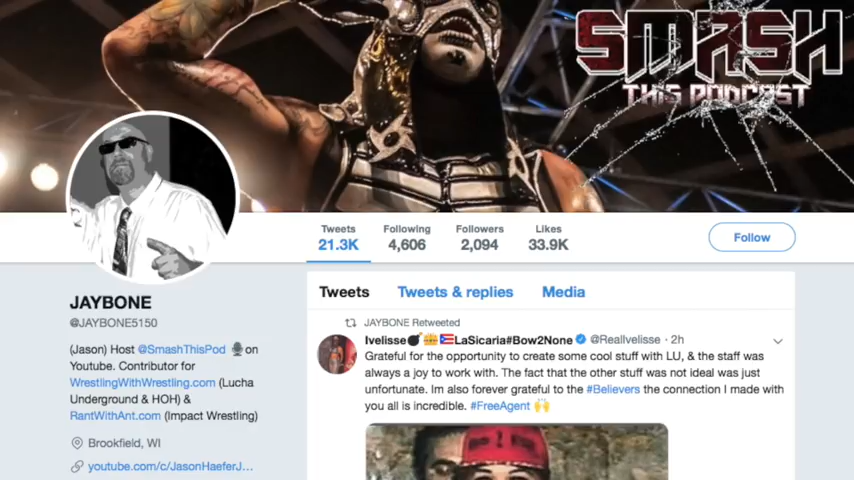 SMASH
THIS PODCAST
Tweets
21.3K
Following
4,606
Followers
2,094
Likes
33.9K
Follow
JAYBONE
@JAYBONE5150
(Jason) Host @SmashThisPod 🎙on
Youtube. Contributor for
WrestlingWithWrestling.com (Lucha
Underground & HOH) &
RantWithAnt.com (Impact Wrestling)
Brookfield, WI
youtube.com/c/JasonHaeferJ...
Tweets Tweets & replies Media
JAYBONE Retweeted
Ivelisse💣👑🇵🇷LaSicaria#Bow2None @RealIvelisse · 2h
Grateful for the opportunity to create some cool stuff with LU, & the staff was
always a joy to work with. The fact that the other stuff was not ideal was just
unfortunate. Im also forever grateful to the #Believers the connection I made with
you all is incredible. #FreeAgent 🙌